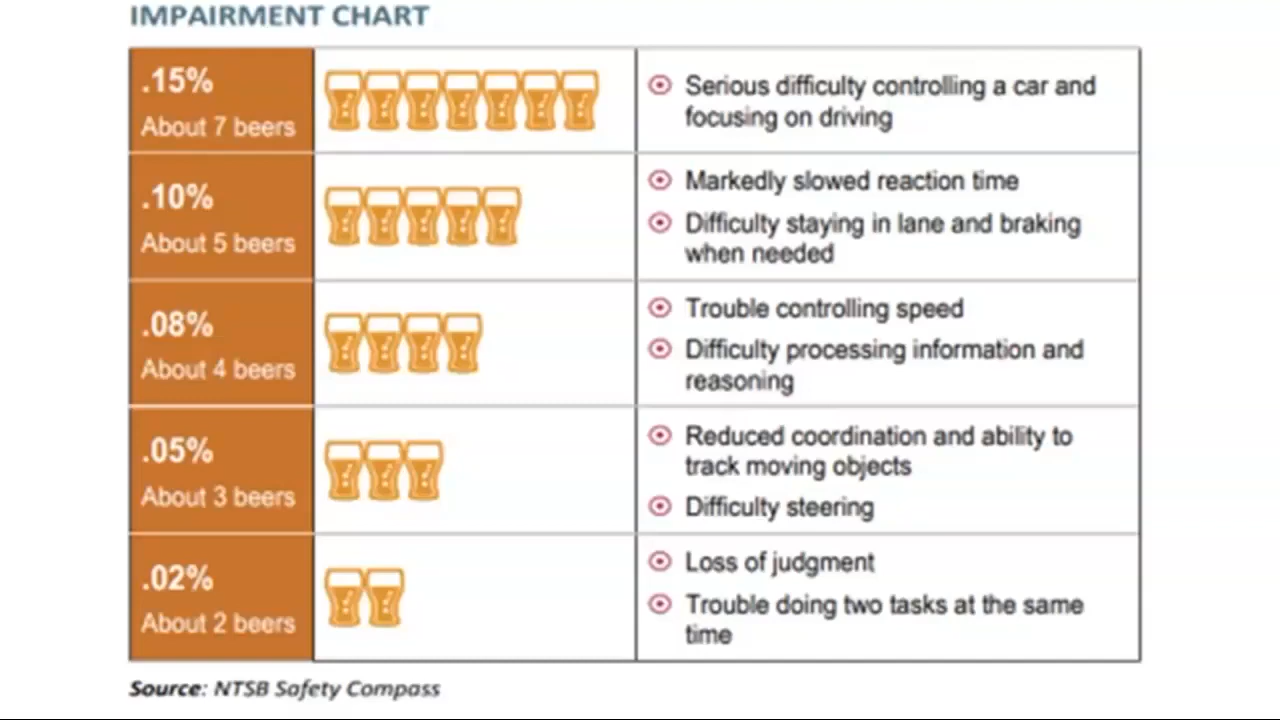 IMPAIRMENT CHART
.15%
About 7 beers
Serious difficulty controlling a car and
focusing on driving
.10%
About 5 beers
Markedly slowed reaction time
Difficulty staying in lane and braking
when needed
.08%
About 4 beers
Trouble controlling speed
Difficulty processing information and
reasoning
.05%
About 3 beers
Reduced coordination and ability to
track moving objects
Difficulty steering
.02%
About 2 beers
Loss of judgment
Trouble doing two tasks at the same
time
Source: NTSB Safety Compass